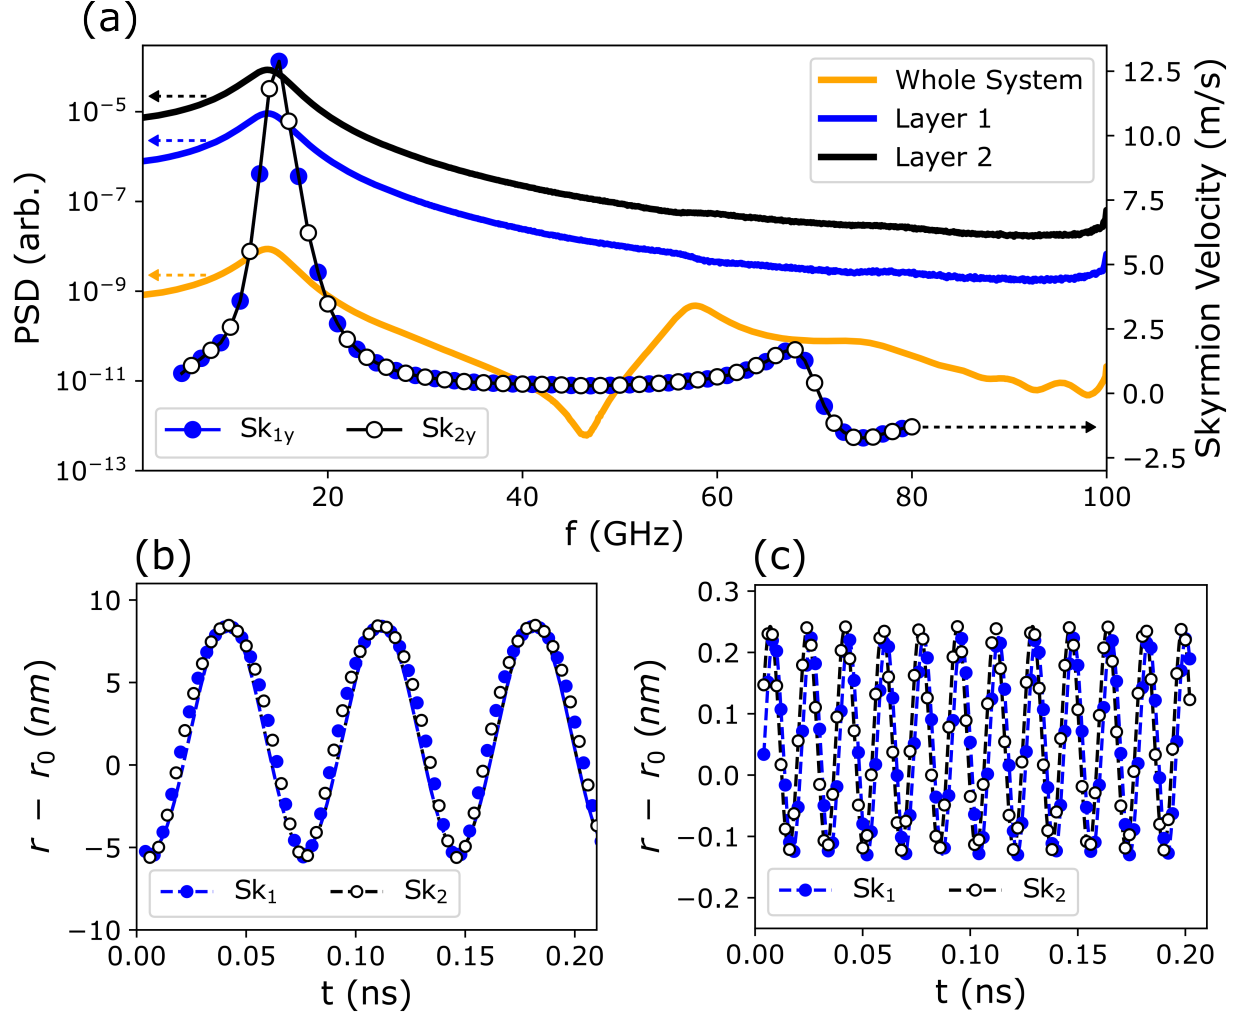 (a)
PSD (arb.)
10⁻⁵
10⁻⁷
10⁻⁹
10⁻¹¹
10⁻¹³
Whole System
Layer 1
Layer 2
Sk₁ᵧ Sk₂ᵧ
12.5
10.0
7.5
5.0
2.5
0.0
−2.5
Skyrmion Velocity (m/s)
20 40 60 80 100
f (GHz)
(b)
r − r₀ (nm)
10
5
0
−5
−10
Sk₁ Sk₂
0.00 0.05 0.10 0.15 0.20
t (ns)
(c)
r − r₀ (nm)
0.3
0.2
0.1
0.0
−0.1
−0.2
Sk₁ Sk₂
0.00 0.05 0.10 0.15 0.20
t (ns)